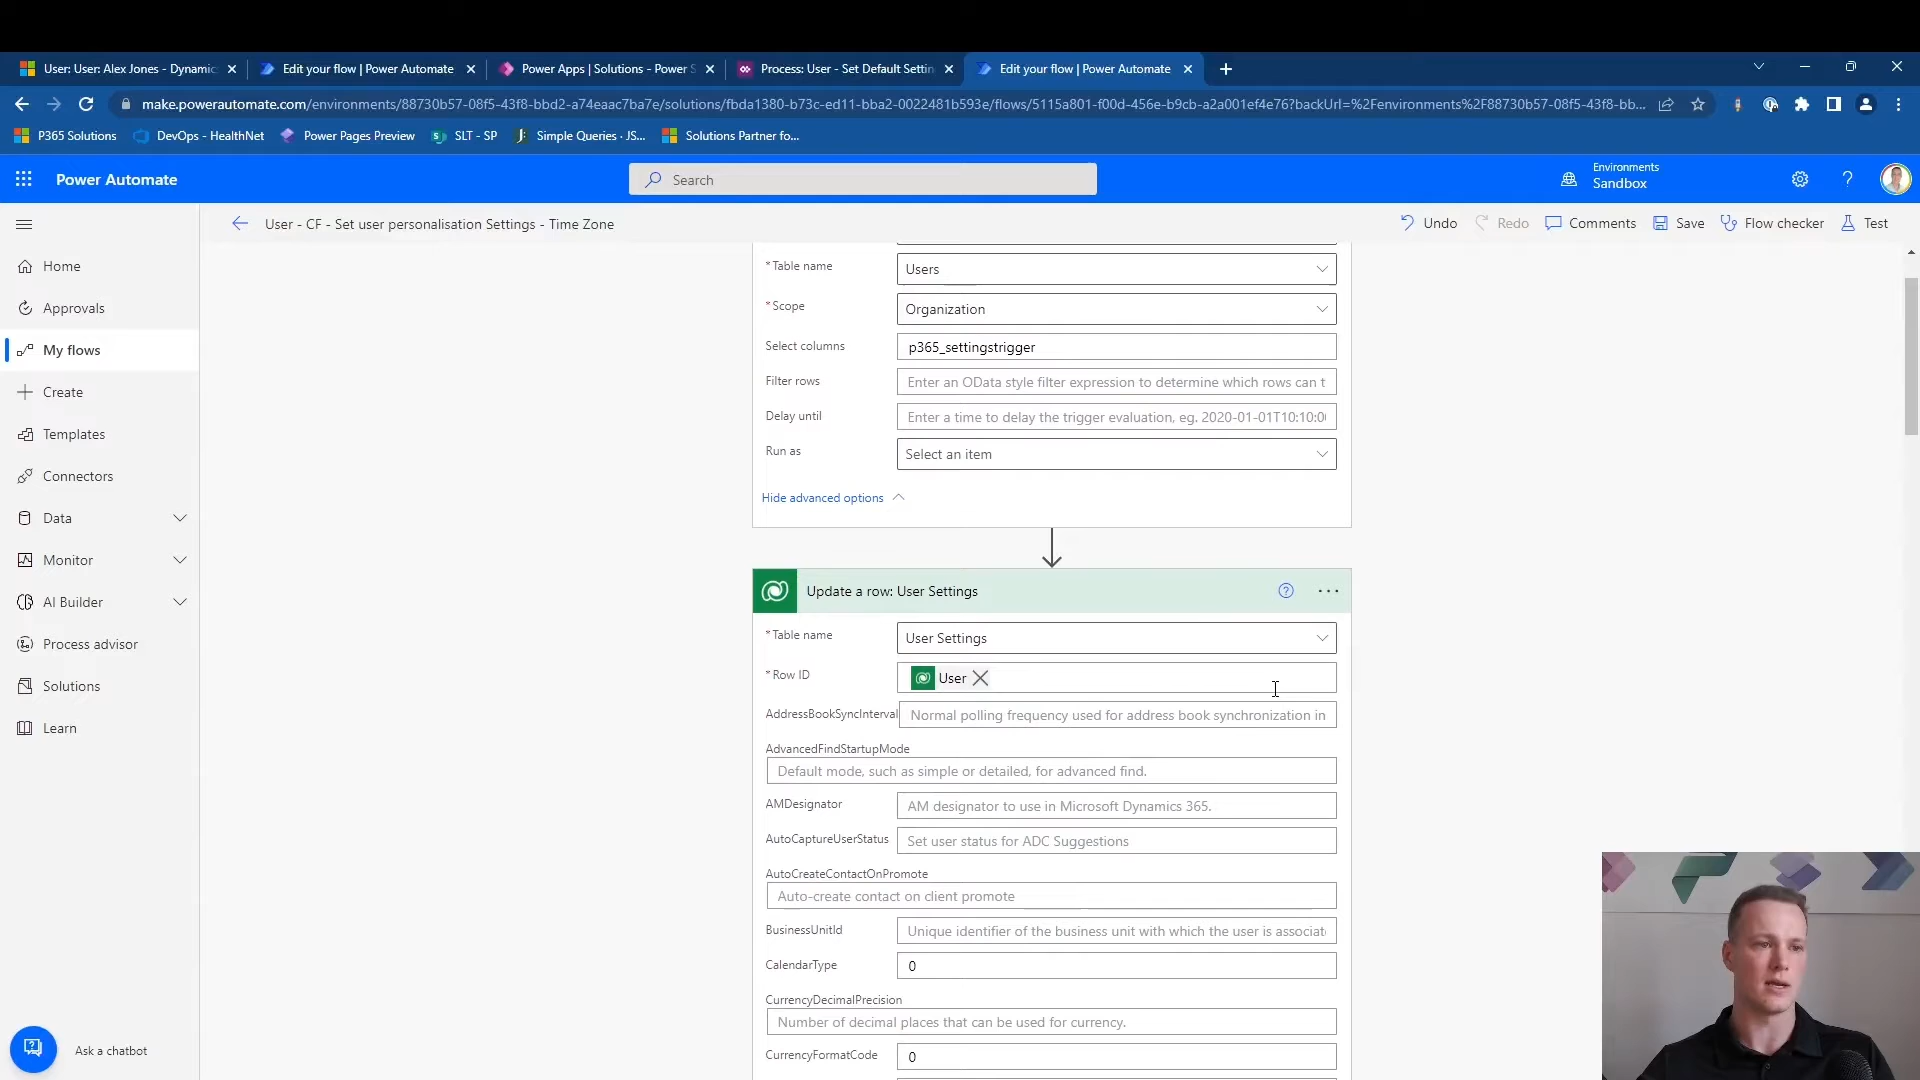 User: User: Alex Jones - Dynamic
Edit your flow | Power Automate
Power Apps | Solutions - Power S
Process: User - Set Default Settin
Edit your flow | Power Automate
make.powerautomate.com/environments/88730b57-08f5-43f8-bbd2-a74eaac7ba7e/solutions/fbda1380-b73c-ed11-bba2-0022481b593e/flows/5115a801-f00d-456e-b9cb-a2a001ef4e76?backUrl=%2Fenvironments%2F88730b57-08f5-43f8-bb...
P365 Solutions
DevOps - HealthNet
Power Pages Preview
SLT - SP
Simple Queries · JS...
Solutions Partner fo...
Power Automate
Search
Environments
Sandbox
User - CF - Set user personalisation Settings - Time Zone
Undo
Redo
Comments
Save
Flow checker
Test
Home
Approvals
My flows
Create
Templates
Connectors
Data
Monitor
AI Builder
Process advisor
Solutions
Learn
Ask a chatbot
*Table name Users
*Scope Organization
Select columns p365_settingstrigger
Filter rows Enter an OData style filter expression to determine which rows can t
Delay until Enter a time to delay the trigger evaluation, eg. 2020-01-01T10:10:0
Run as Select an item
Hide advanced options
Update a row: User Settings
*Table name User Settings
*Row ID User
AddressBookSyncInterval Normal polling frequency used for address book synchronization in
AdvancedFindStartupMode
Default mode, such as simple or detailed, for advanced find.
AMDesignator AM designator to use in Microsoft Dynamics 365.
AutoCaptureUserStatus Set user status for ADC Suggestions
AutoCreateContactOnPromote
Auto-create contact on client promote
BusinessUnitId Unique identifier of the business unit with which the user is associat
CalendarType 0
CurrencyDecimalPrecision
Number of decimal places that can be used for currency.
CurrencyFormatCode 0